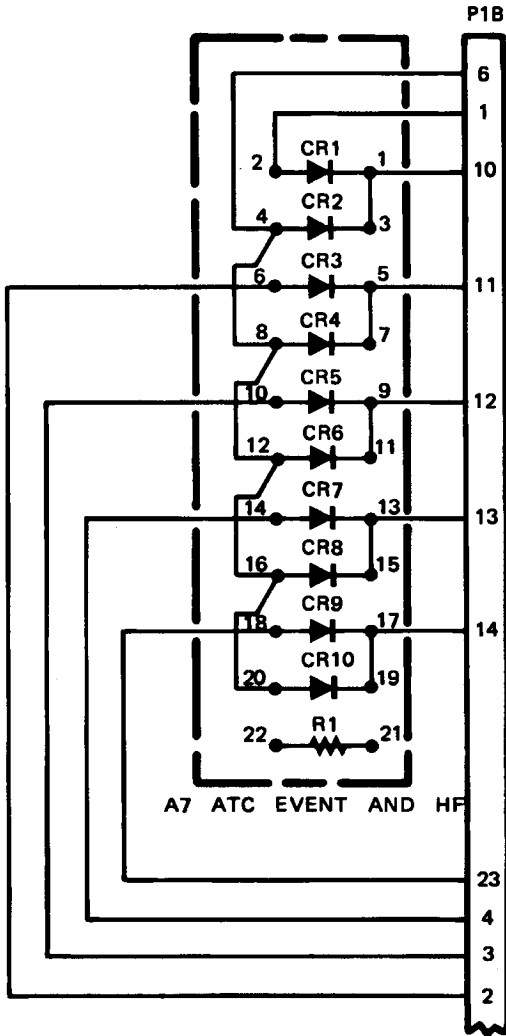 P1B
6
1
2 CR1 1 10
4 CR2 3
6 CR3 5 11
8 CR4 7
10 CR5 9 12
12 CR6 11
14 CR7 13 13
16 CR8 15
18 CR9 17 14
20 CR10 19
22 R1 21
A7 ATC EVENT AND HF
23
4
3
2